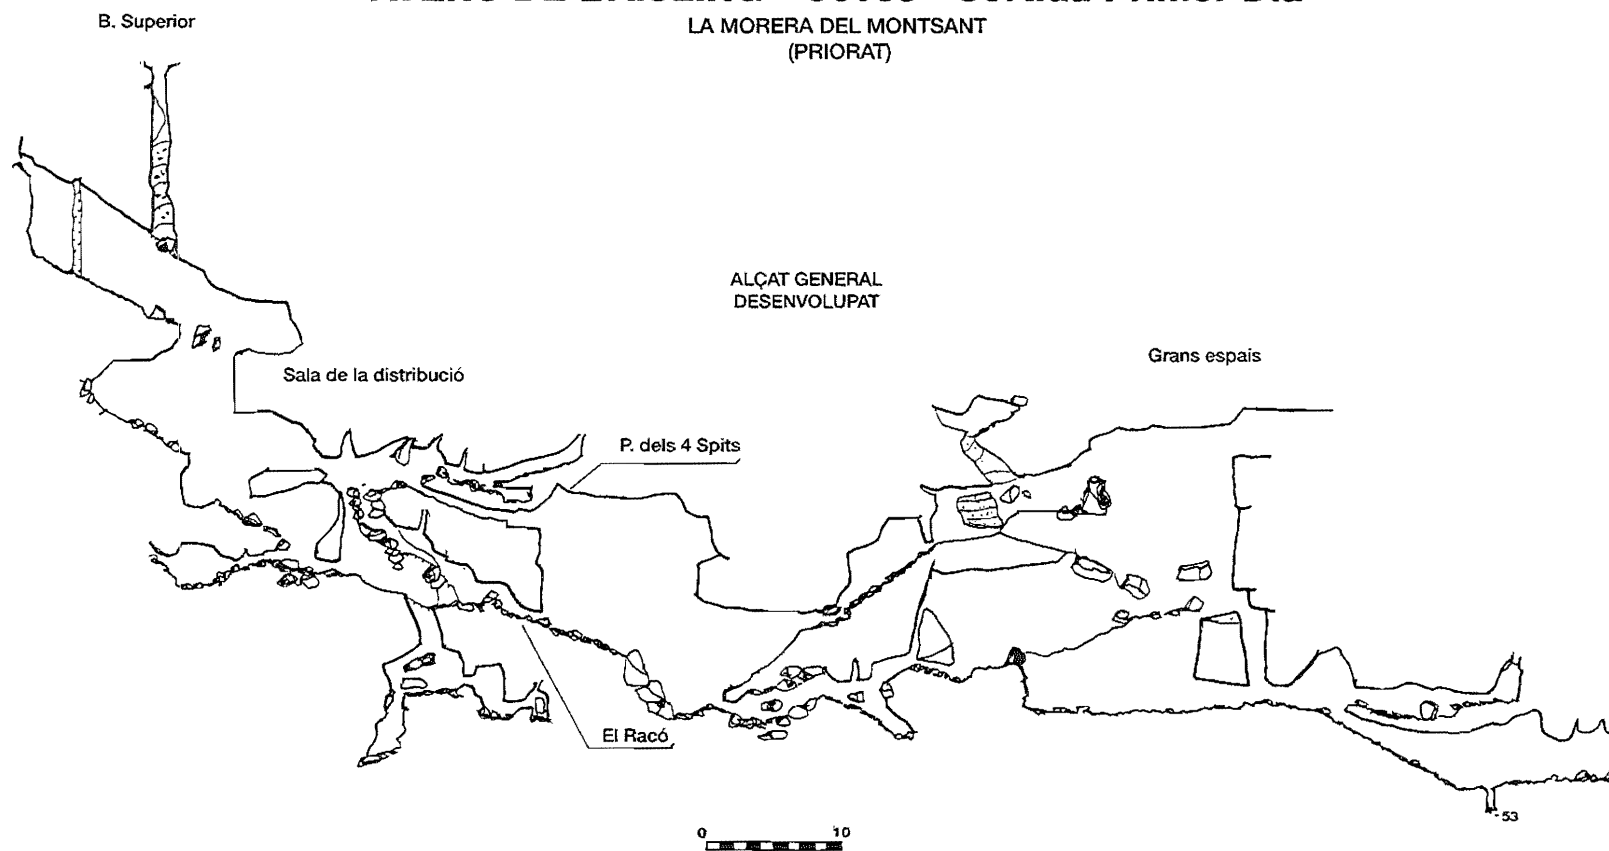 B. Superior
LA MORERA DEL MONTSANT
(PRIORAT)
ALÇAT GENERAL
DESENVOLUPAT
Grans espais
Sala de la distribució
P. dels 4 Spits
El Racó
-53
0 10